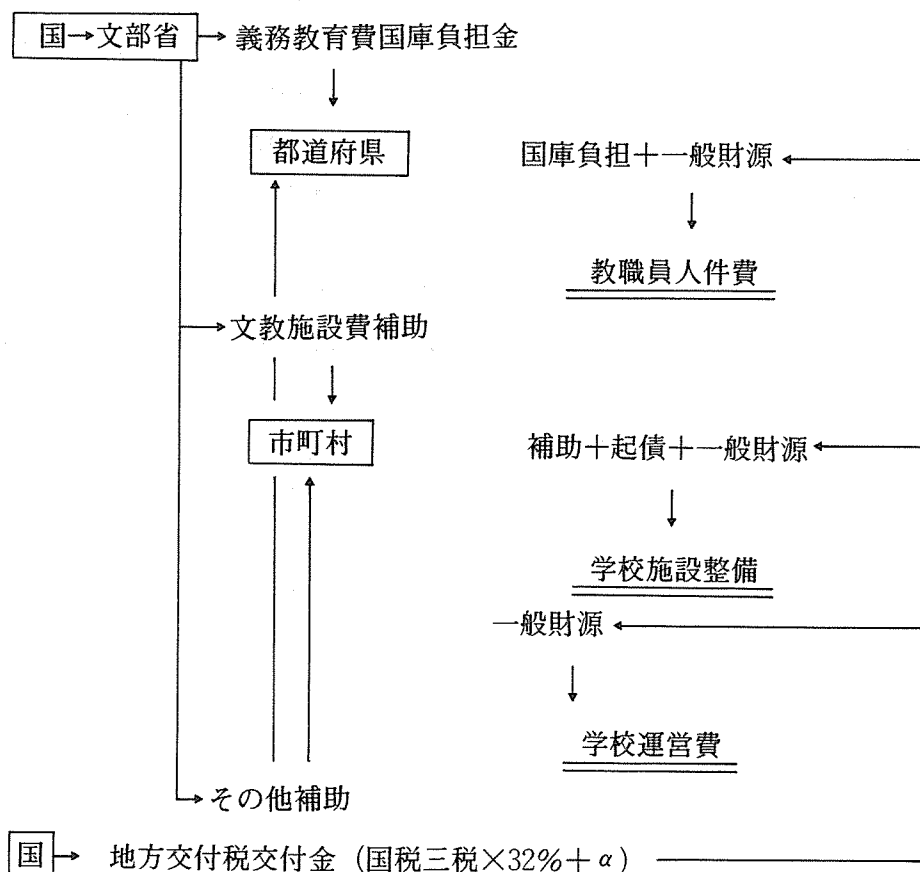 国→文部省→義務教育費国庫負担金
都道府県
国庫負担＋一般財源
教職員人件費
文教施設費補助
市町村
補助＋起債＋一般財源
学校施設整備
一般財源
学校運営費
その他補助
国→ 地方交付税交付金（国税三税×32％＋α）